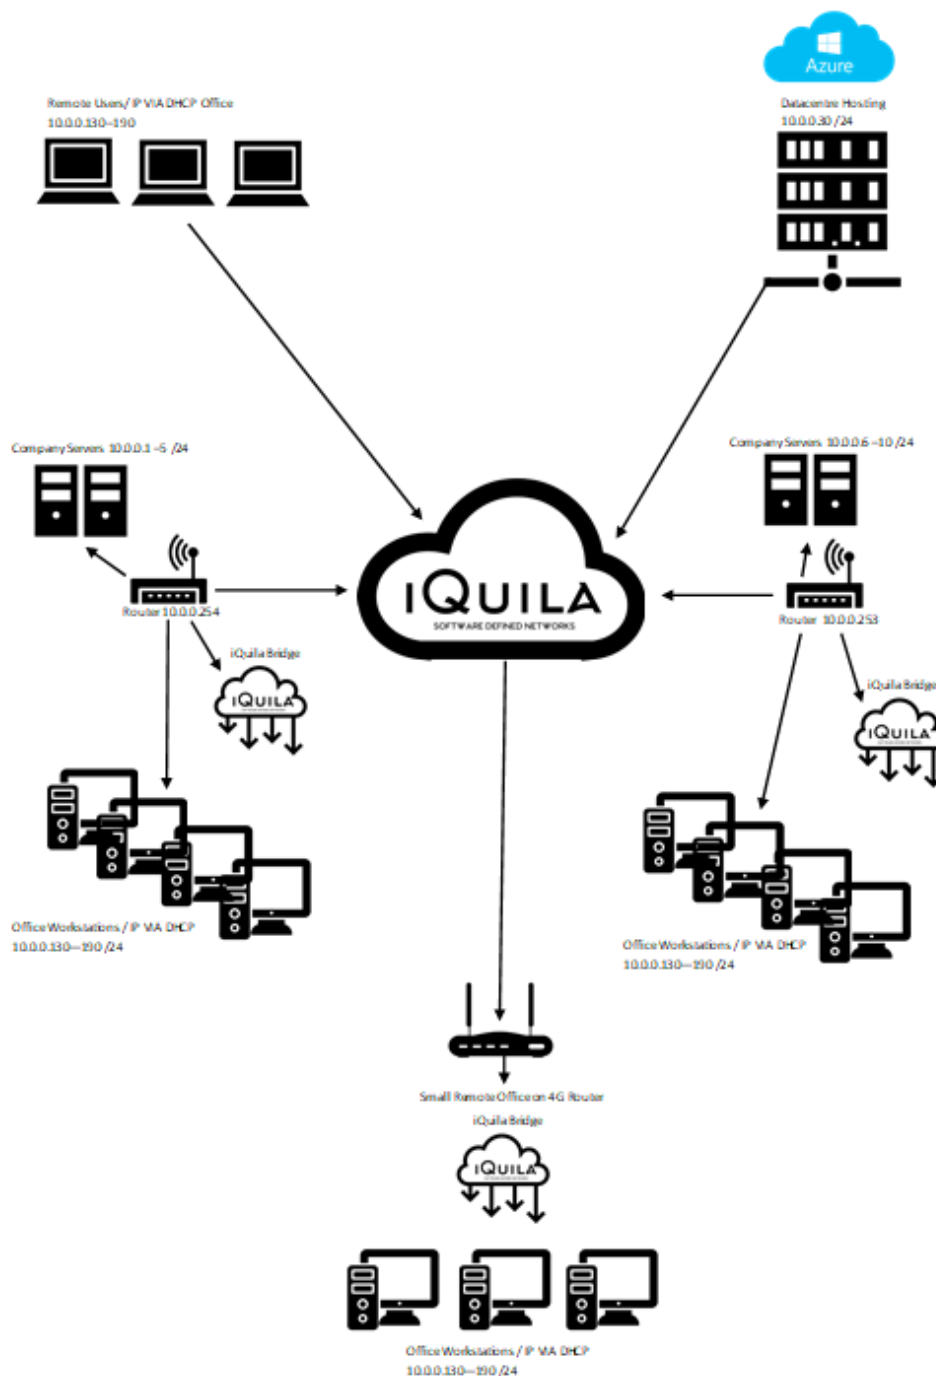 Azure
Remote Users/ IP VIA DHCP Office
10.0.0.130—190
Datacentre Hosting
10.0.0.30 /24
Company Servers 10.0.0.1 –5 /24
Company Servers 10.0.0.6 –10 /24
iQUILA
SOFTWARE DEFINED NETWORKS
Router 10.0.0.254
Router 10.0.0.253
iQuila Bridge
iQUILA
iQuila Bridge
iQUILA
Office Workstations / IP VIA DHCP
10.0.0.130—190 /24
Office Workstations / IP VIA DHCP
10.0.0.130—190 /24
Small Remote Office on 4G Router
iQuila Bridge
iQUILA
Office Workstations / IP VIA DHCP
10.0.0.130—190 /24